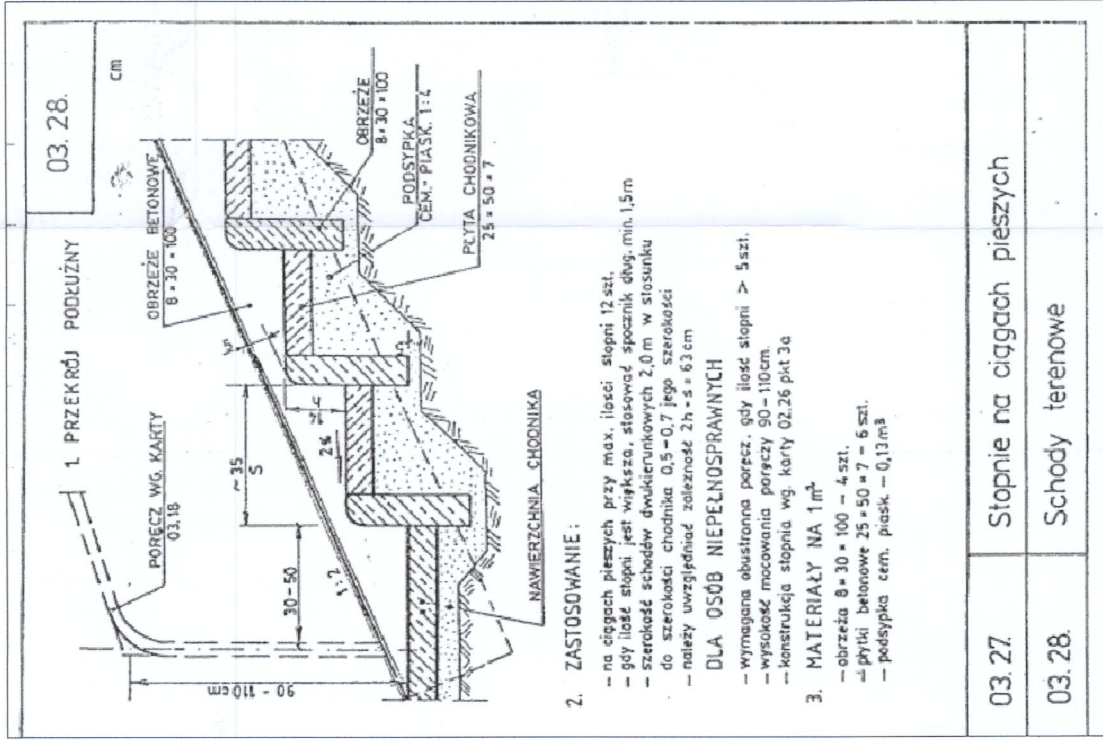 03.28.
cm
1. PRZEKRÓJ PODŁUŻNY
PORĘCZ WG. KARTY
03.18
OBRZEŻE BETONOWE
8 × 30 × 100
~ 35
S
30 - 50
90 - 110 cm
1:2
2%
h
OBRZEŻE
8 × 30 × 100
PODSYPKA
CEM.- PIASK. 1:4
PŁYTA CHODNIKOWA
25 × 50 × 7
NAWIERZCHNIA CHODNIKA
2. ZASTOSOWANIE:
— na ciągach pieszych przy max. ilości stopni 12 szt.
— gdy ilość stopni jest większa, stosować spocznik dług. min. 1,5m
— szerokość schodów dwukierunkowych 2,0 m w stosunku
do szerokości chodnika 0,5 - 0,7 jego szerokości
— należy uwzględniać zależność 2h - s = 63 cm
DLA OSÓB NIEPEŁNOSPRAWNYCH
— wymagana obustronna poręcz, gdy ilość stopni > 5 szt.
— wysokość mocowania poręczy 90 - 110cm.
— konstrukcja stopnia wg. karty 02.26 pkt 3a
3. MATERIAŁY NA 1 m²
— obrzeża 8 × 30 × 100 - 4 szt.
— płytki betonowe 25 × 50 × 7 - 6 szt.
— podsypka cem. piask. - 0,13m3
03.27. Stopnie na ciągach pieszych
03.28. Schody terenowe